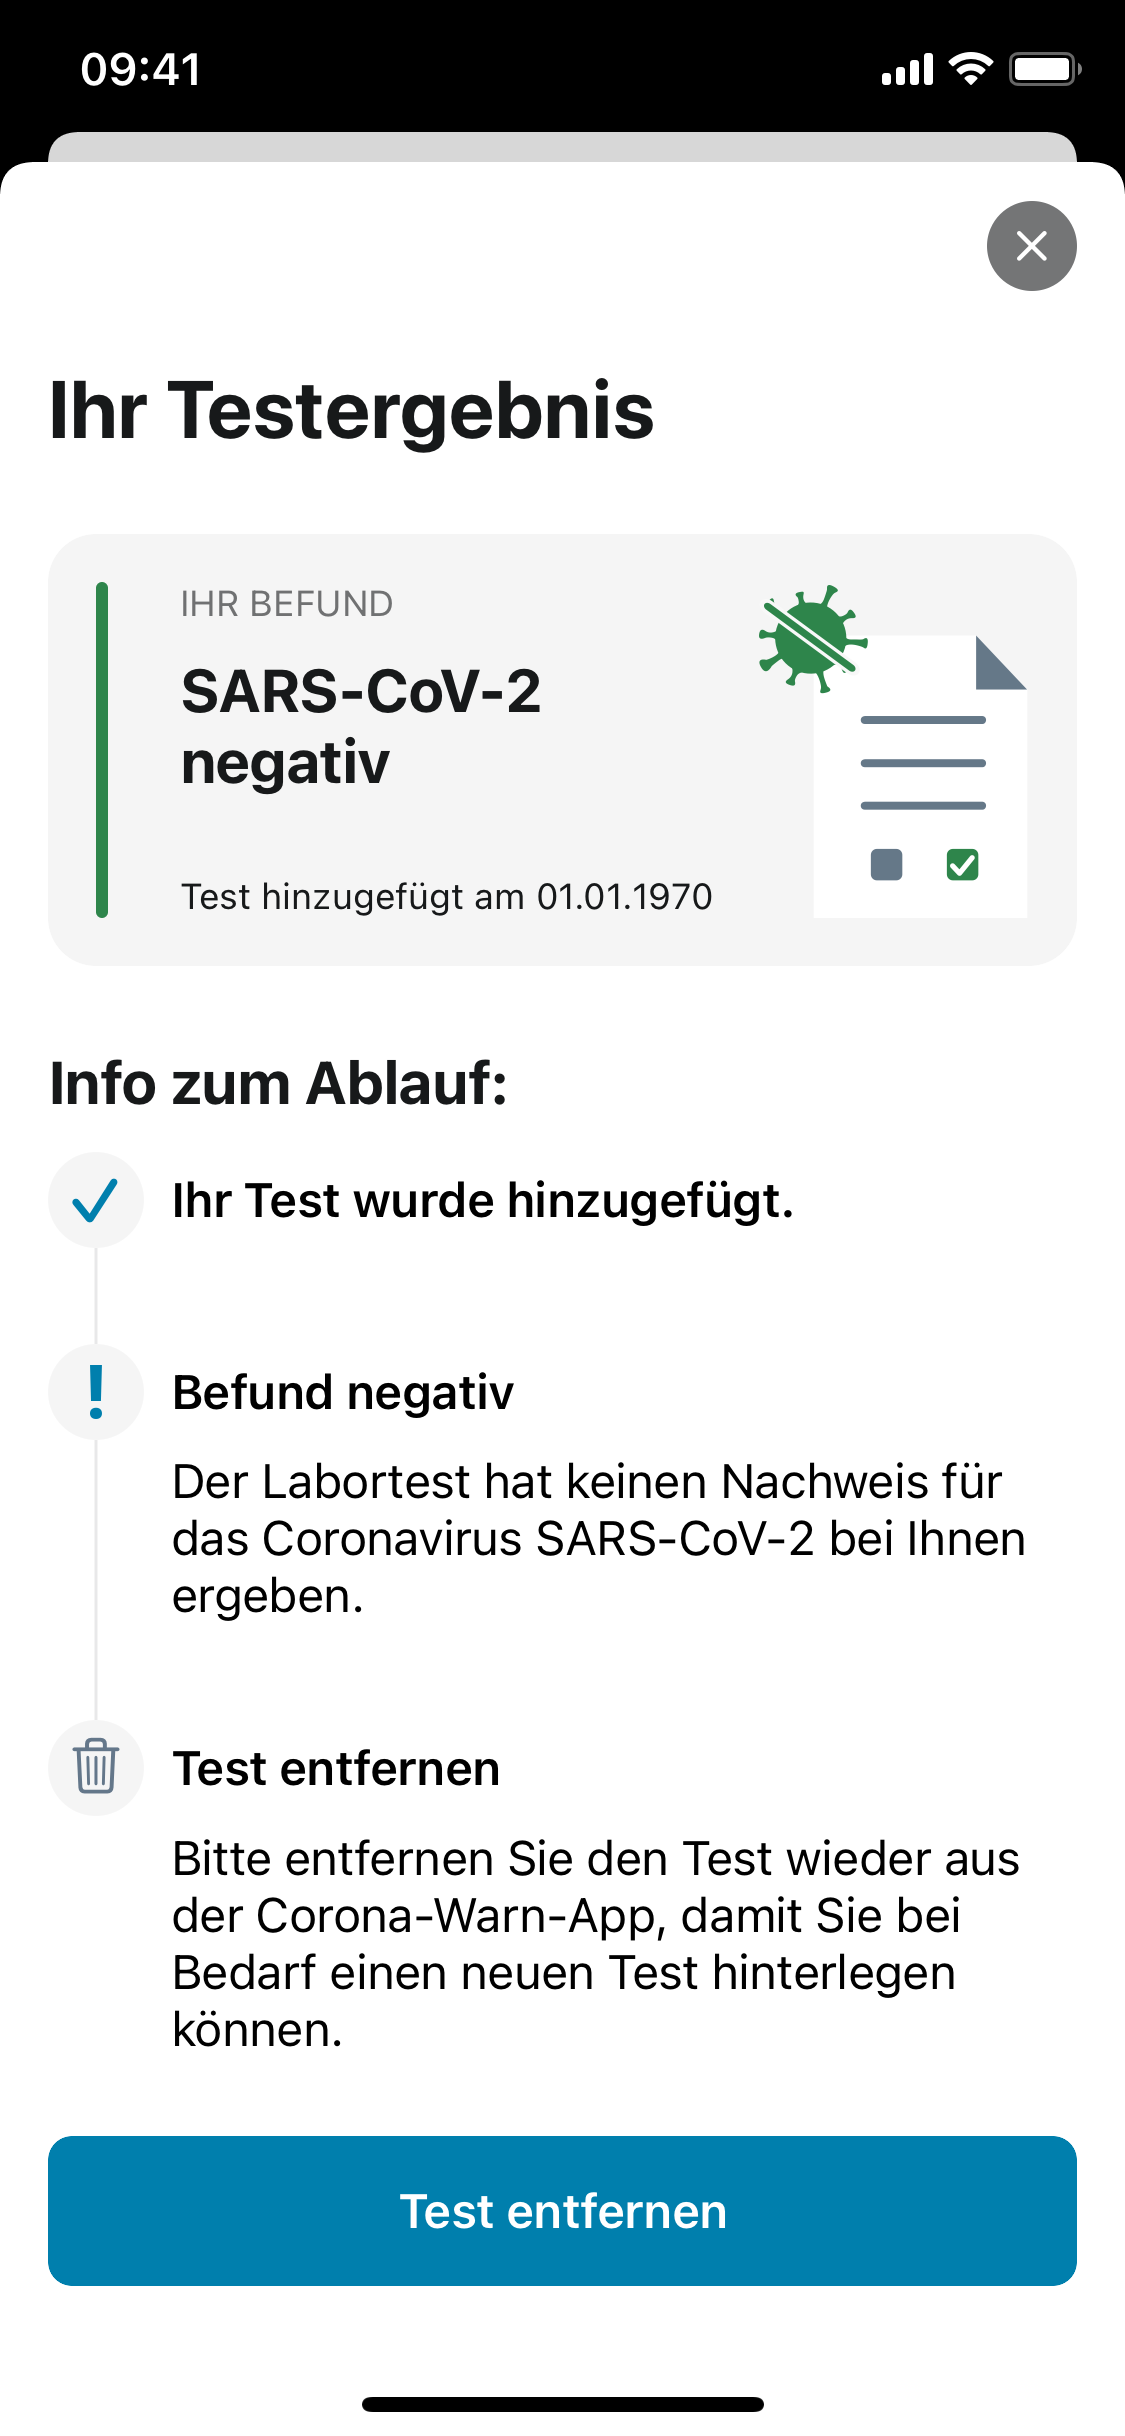 09:41
Ihr Testergebnis
IHR BEFUND
SARS-CoV-2
negativ
Test hinzugefügt am 01.01.1970
Info zum Ablauf:
Ihr Test wurde hinzugefügt.
Befund negativ
Der Labortest hat keinen Nachweis für
das Coronavirus SARS-CoV-2 bei Ihnen
ergeben.
Test entfernen
Bitte entfernen Sie den Test wieder aus
der Corona-Warn-App, damit Sie bei
Bedarf einen neuen Test hinterlegen
können.
Test entfernen